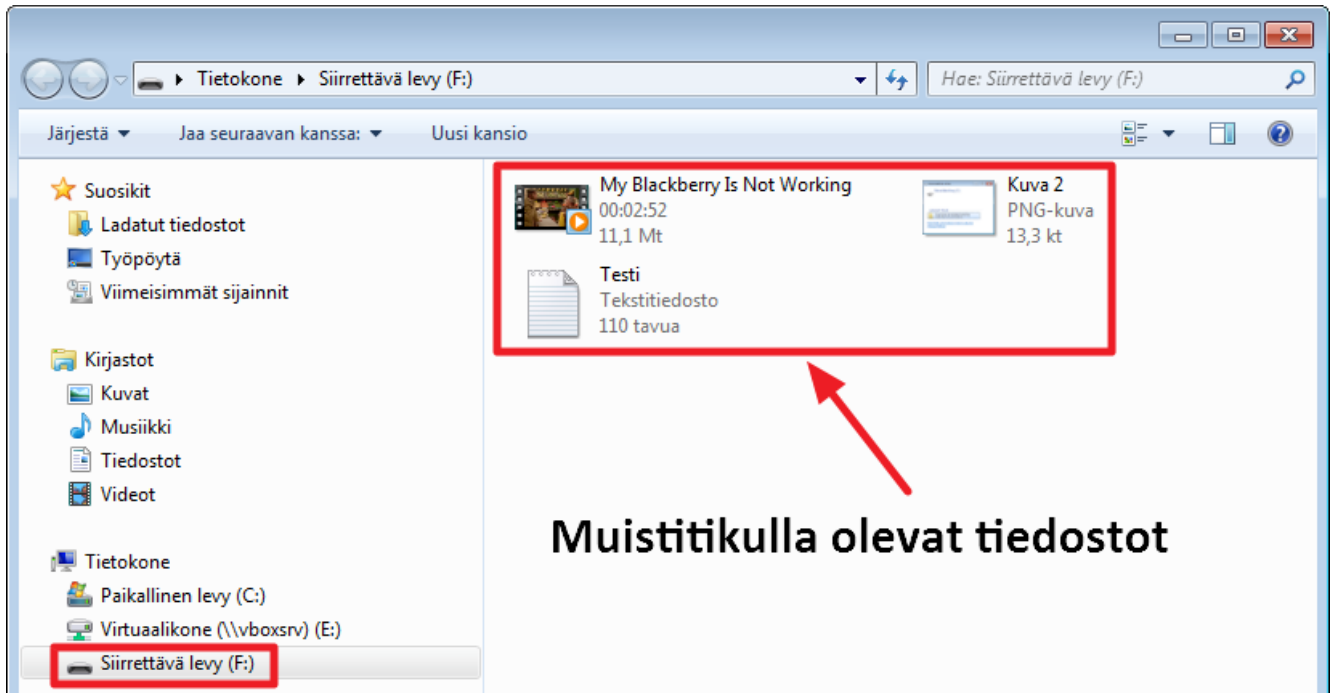 Tietokone Siirrettävä levy (F:)
Hae: Siirrettävä levy (F:)
Järjestä Jaa seuraavan kanssa: Uusi kansio
Suosikit
Ladatut tiedostot
Työpöytä
Viimeisimmät sijainnit
Kirjastot
Kuvat
Musiikki
Tiedostot
Videot
Tietokone
Paikallinen levy (C:)
Virtuaalikone (\\vboxsrv) (E:)
Siirrettävä levy (F:)
My Blackberry Is Not Working
00:02:52
11,1 Mt
Kuva 2
PNG-kuva
13,3 kt
Testi
Tekstitiedosto
110 tavua
Muistitikulla olevat tiedostot